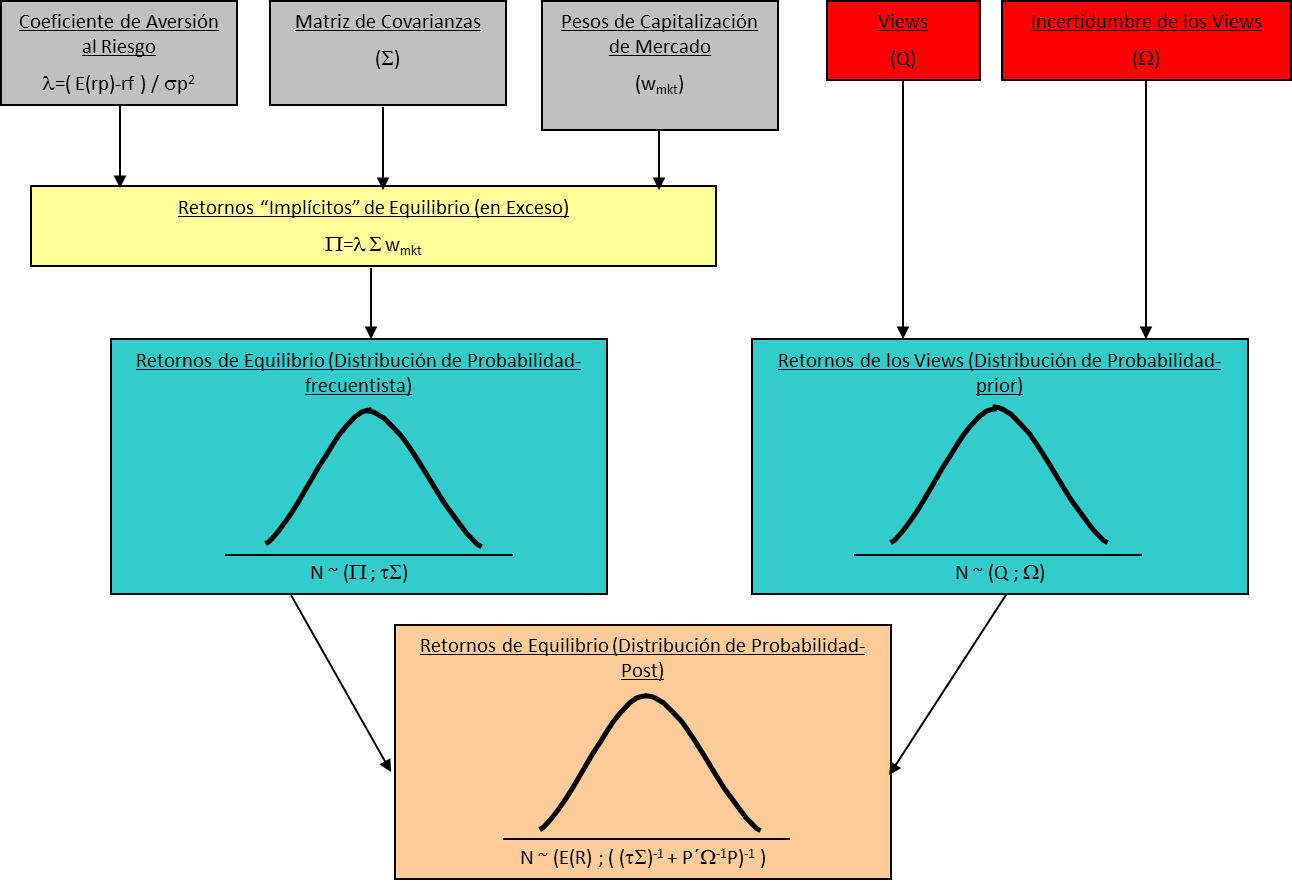 Coeficiente de Aversión
al Riesgo
λ=( E(rp)-rf ) / σp²
Matriz de Covarianzas
(Σ)
Pesos de Capitalización
de Mercado
(wmkt)
Views
(Q)
Incertidumbre de los Views
(Ω)
Retornos “Implícitos” de Equilibrio (en Exceso)
Π=λ Σ wmkt
Retornos de Equilibrio (Distribución de Probabilidad-
frecuentista)
N ~ (Π ; τΣ)
Retornos de los Views (Distribución de Probabilidad-
prior)
N ~ (Q ; Ω)
Retornos de Equilibrio (Distribución de Probabilidad-
Post)
N ~ (E(R) ; ( (τΣ)⁻¹ + P´Ω⁻¹P)⁻¹ )